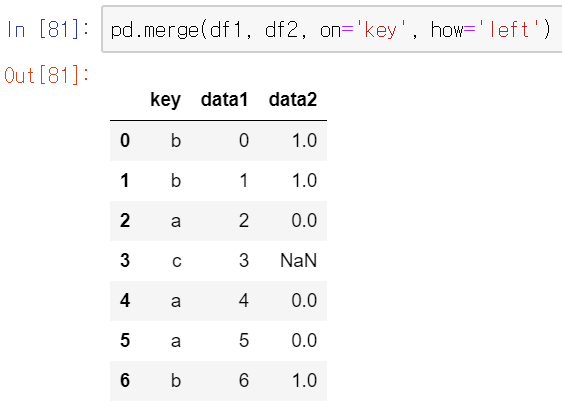 In [81]: pd.merge(df1, df2, on='key', how='left')
Out[81]:
key data1 data2
0 b 0 1.0
1 b 1 1.0
2 a 2 0.0
3 c 3 NaN
4 a 4 0.0
5 a 5 0.0
6 b 6 1.0